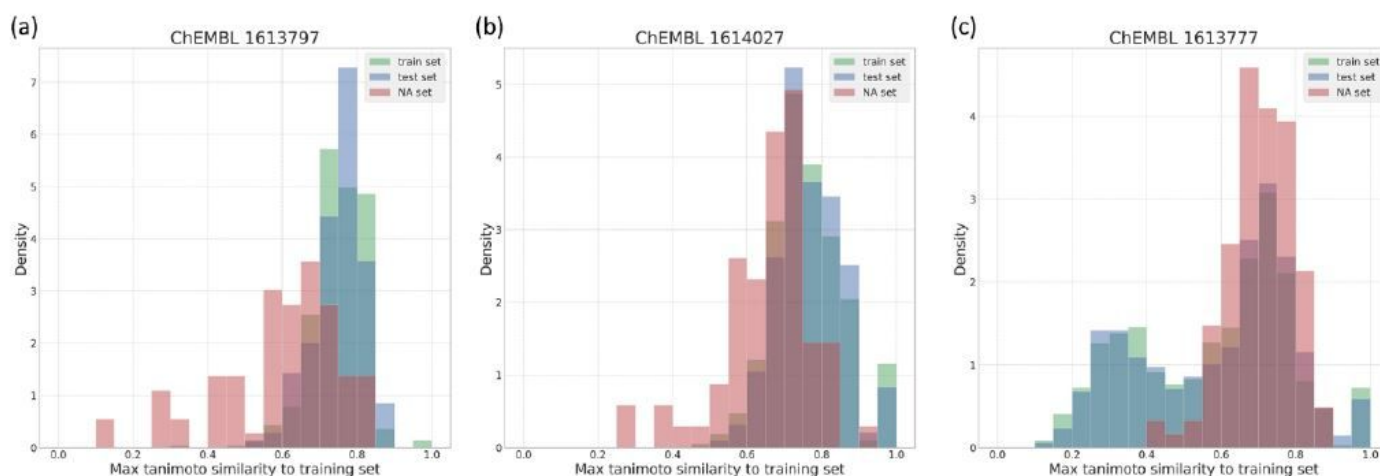 (a)
ChEMBL 1613797
train set
test set
NA set
7
6
5
4
3
2
1
0
Density
0.0 0.2 0.4 0.6 0.8 1.0
Max tanimoto similarity to training set
(b)
ChEMBL 1614027
train set
test set
NA set
5
4
3
2
1
0
Density
0.0 0.2 0.4 0.6 0.8 1.0
Max tanimoto similarity to training set
(c)
ChEMBL 1613777
train set
test set
NA set
4
3
2
1
0
Density
0.0 0.2 0.4 0.6 0.8 1.0
Max tanimoto similarity to training set